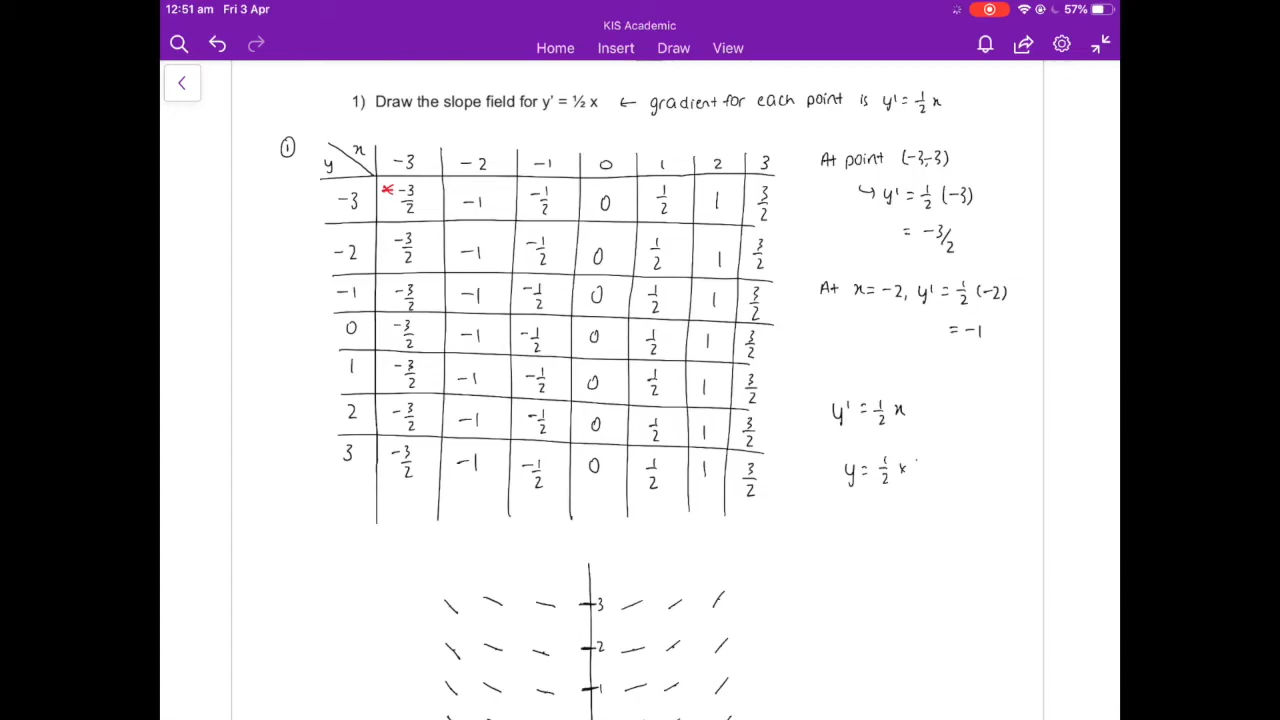 12:51 am Fri 3 Apr
57%
KIS Academic
Home Insert Draw View
1) Draw the slope field for y' = ½ x ← gradient for each point is y' = 1/2 x
①
y x -3 -2 -1 0 1 2 3
-3 * -3/2 -1 -1/2 0 1/2 1 3/2
-2 -3/2 -1 -1/2 0 1/2 1 3/2
-1 -3/2 -1 -1/2 0 1/2 1 3/2
0 -3/2 -1 -1/2 0 1/2 1 3/2
1 -3/2 -1 -1/2 0 1/2 1 3/2
2 -3/2 -1 -1/2 0 1/2 1 3/2
3 -3/2 -1 -1/2 0 1/2 1 3/2
At point (-3,-3)
↳ y' = 1/2 (-3)
= -3/2
At x = -2, y' = 1/2 (-2)
= -1
y' = 1/2 x
y = 1/2 x
3
2
1